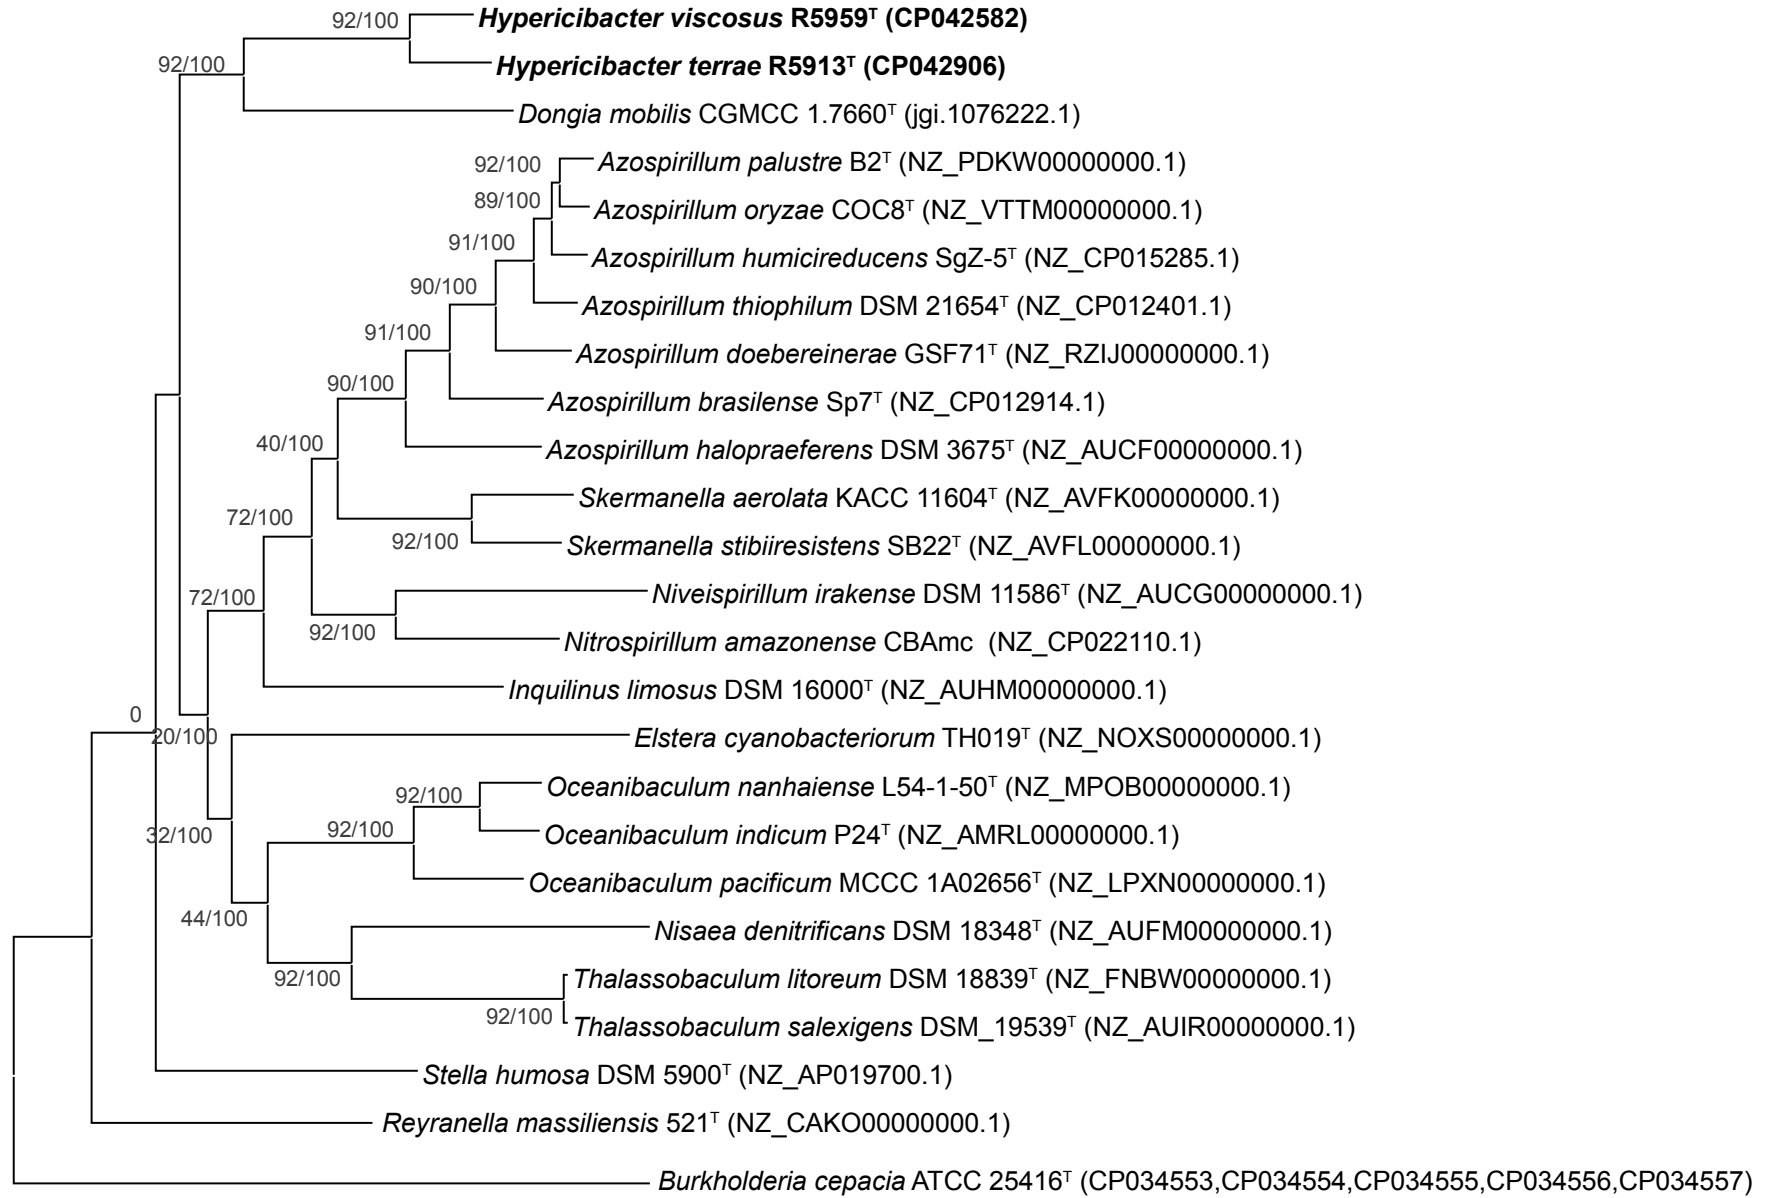 92/100
Hypericibacter viscosus R5959ᵀ (CP042582)
92/100
Hypericibacter terrae R5913ᵀ (CP042906)
Dongia mobilis CGMCC 1.7660ᵀ (jgi.1076222.1)
92/100
Azospirillum palustre B2ᵀ (NZ_PDKW00000000.1)
89/100
Azospirillum oryzae COC8ᵀ (NZ_VTTM00000000.1)
91/100
Azospirillum humicireducens SgZ-5ᵀ (NZ_CP015285.1)
90/100
Azospirillum thiophilum DSM 21654ᵀ (NZ_CP012401.1)
91/100
Azospirillum doebereinerae GSF71ᵀ (NZ_RZIJ00000000.1)
90/100
Azospirillum brasilense Sp7ᵀ (NZ_CP012914.1)
40/100
Azospirillum halopraeferens DSM 3675ᵀ (NZ_AUCF00000000.1)
Skermanella aerolata KACC 11604ᵀ (NZ_AVFK00000000.1)
72/100
92/100
Skermanella stibiiresistens SB22ᵀ (NZ_AVFL00000000.1)
72/100
Niveispirillum irakense DSM 11586ᵀ (NZ_AUCG00000000.1)
92/100
Nitrospirillum amazonense CBAmc (NZ_CP022110.1)
Inquilinus limosus DSM 16000ᵀ (NZ_AUHM00000000.1)
0
20/100
Elstera cyanobacteriorum TH019ᵀ (NZ_NOXS00000000.1)
92/100
Oceanibaculum nanhaiense L54-1-50ᵀ (NZ_MPOB00000000.1)
32/100
92/100
Oceanibaculum indicum P24ᵀ (NZ_AMRL00000000.1)
Oceanibaculum pacificum MCCC 1A02656ᵀ (NZ_LPXN00000000.1)
44/100
Nisaea denitrificans DSM 18348ᵀ (NZ_AUFM00000000.1)
92/100
Thalassobaculum litoreum DSM 18839ᵀ (NZ_FNBW00000000.1)
92/100
Thalassobaculum salexigens DSM_19539ᵀ (NZ_AUIR00000000.1)
Stella humosa DSM 5900ᵀ (NZ_AP019700.1)
Reyranella massiliensis 521ᵀ (NZ_CAKO00000000.1)
Burkholderia cepacia ATCC 25416ᵀ (CP034553,CP034554,CP034555,CP034556,CP034557)